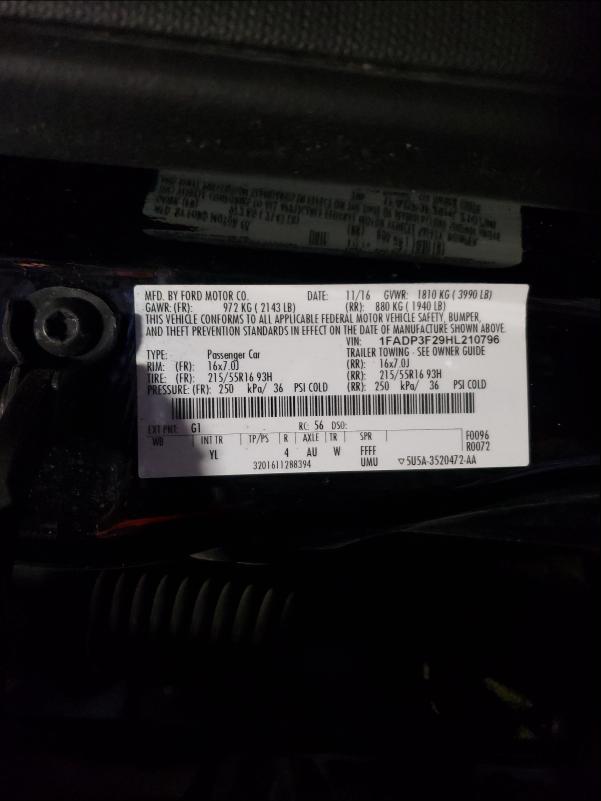 MFD. BY FORD MOTOR CO. DATE: 11/16 GVWR: 1810 KG ( 3990 LB)
GAWR: (FR): 972 KG ( 2143 LB) (RR): 880 KG ( 1940 LB)
THIS VEHICLE CONFORMS TO ALL APPLICABLE FEDERAL MOTOR VEHICLE SAFETY, BUMPER,
AND THEFT PREVENTION STANDARDS IN EFFECT ON THE DATE OF MANUFACTURE SHOWN ABOVE.
VIN: 1FADP3F29HL210796
TYPE: Passenger Car TRAILER TOWING - SEE OWNER GUIDE
RIM: (FR): 16x7.0J (RR): 16x7.0J
TIRE: (FR): 215/55R16 93H (RR): 215/55R16 93H
PRESSURE: (FR): 250 kPa/ 36 PSI COLD (RR): 250 kPa/ 36 PSI COLD
EXT PNT: G1 RC: 56 DSO:
WB INT TR TP/PS R AXLE TR SPR F0096
YL 4 AU W FFFF R0072
3201611288394 UMU ▽5U5A-3520472-AA